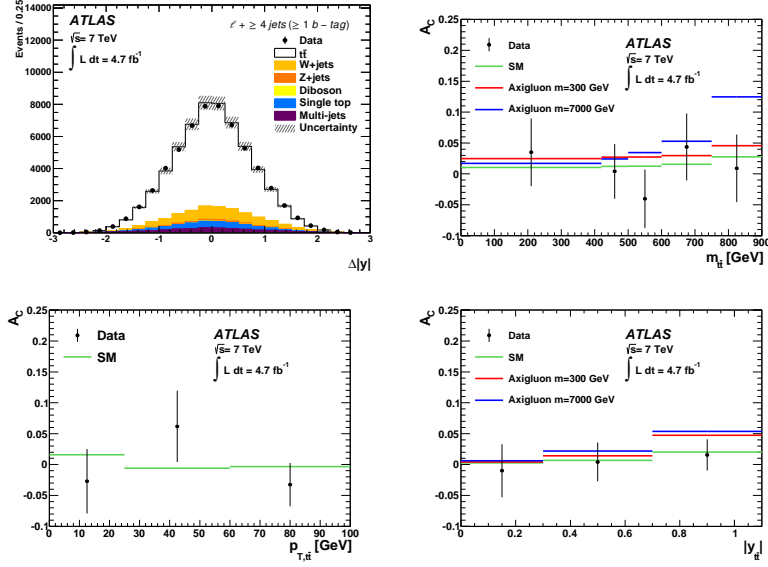 Events / 0.25
14000
12000
10000
8000
6000
4000
2000
0
-3 -2 -1 0 1 2 3
Δ|y|
ATLAS
√s= 7 TeV
∫ L dt = 4.7 fb⁻¹
ℓ + ≥ 4 jets (≥ 1 b − tag)
Data
tt̄
W+jets
Z+jets
Diboson
Single top
Multi-jets
Uncertainty
A_C
0.25
0.2
0.15
0.1
0.05
0
-0.05
-0.1
0 100 200 300 400 500 600 700 800 900
m_tt̄ [GeV]
Data
SM
Axigluon m=300 GeV
Axigluon m=7000 GeV
ATLAS
√s= 7 TeV
∫ L dt = 4.7 fb⁻¹
A_C
0.25
0.2
0.15
0.1
0.05
0
-0.05
-0.1
0 10 20 30 40 50 60 70 80 90 100
p_T,tt̄ [GeV]
Data
SM
ATLAS
√s= 7 TeV
∫ L dt = 4.7 fb⁻¹
A_C
0.25
0.2
0.15
0.1
0.05
0
-0.05
-0.1
0 0.2 0.4 0.6 0.8 1
|y_tt̄|
Data
SM
Axigluon m=300 GeV
Axigluon m=7000 GeV
ATLAS
√s= 7 TeV
∫ L dt = 4.7 fb⁻¹